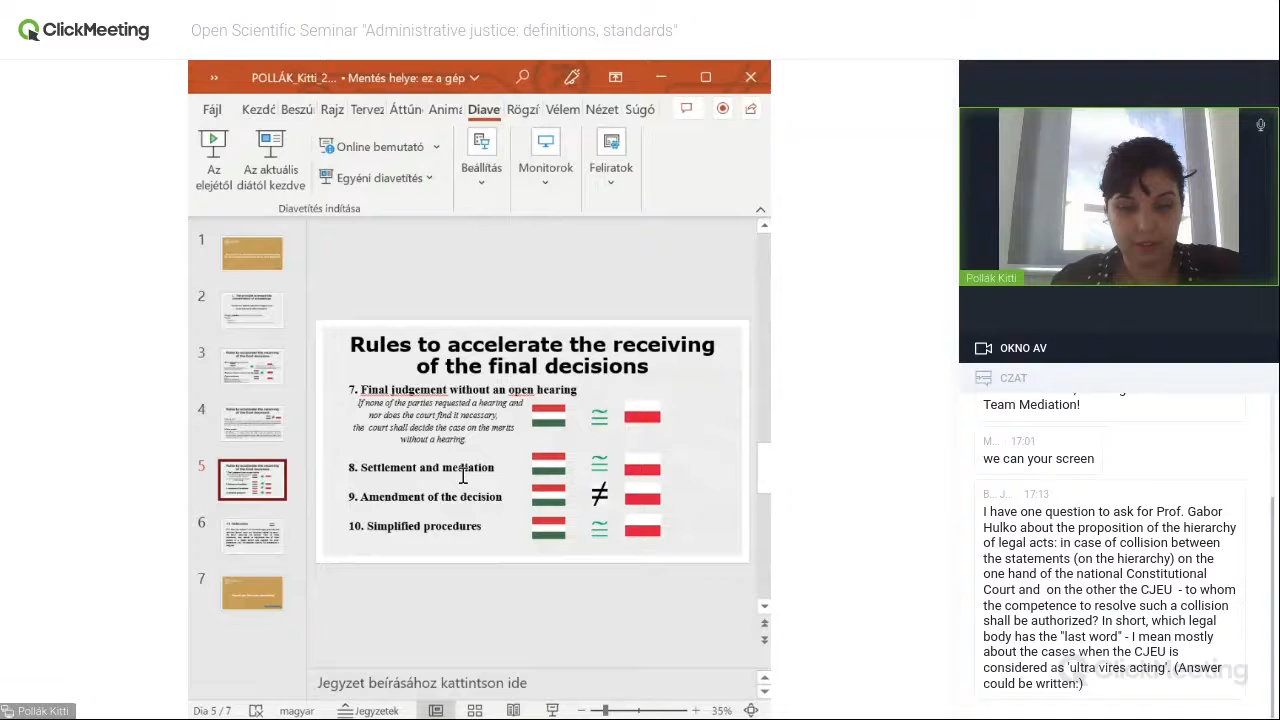 ClickMeeting
Open Scientific Seminar "Administrative justice: definitions, standards"
POLLÁK_Kitti_2... • Mentés helye: ez a gép
Fájl Kezdő Beszú Rajz Tervez Áttűn Animá Diave Rögzí Vélem Nézet Súgó
Az elejétől
Az aktuális diától kezdve
Online bemutató
Egyéni diavetítés
Diavetítés indítása
Beállítás
Monitorok
Feliratok
1
2
3
4
5
6
7
Rules to accelerate the receiving
of the final decisions
7. Final judgement without an open hearing
If none of the parties requested a hearing and
nor does the court find it necessary,
the court shall decide the case on the merits
without a hearing.
≅
8. Settlement and mediation
≅
9. Amendment of the decision
≠
10. Simplified procedures
≅
Jegyzet beírásához kattintson ide
Dia 5 / 7 magyar Jegyzetek 35%
Pollák Kitti
Pollák Kitti
OKNO AV
CZAT
Team Mediation!
M... · 17:01
we can your screen
B... J... · 17:13
I have one question to ask for Prof. Gabor
Hulko about the proposition of the hierarchy
of legal acts: in case of collision between
the statements (on the hierarchy) on the
one hand of the national Constitutional
Court and on the other the CJEU - to whom
the competence to resolve such a collision
shall be authorized? In short, which legal
body has the "last word" - I mean mostly
about the cases when the CJEU is
considered as 'ultra vires acting'. (Answer
could be written:)
ClickMeeting